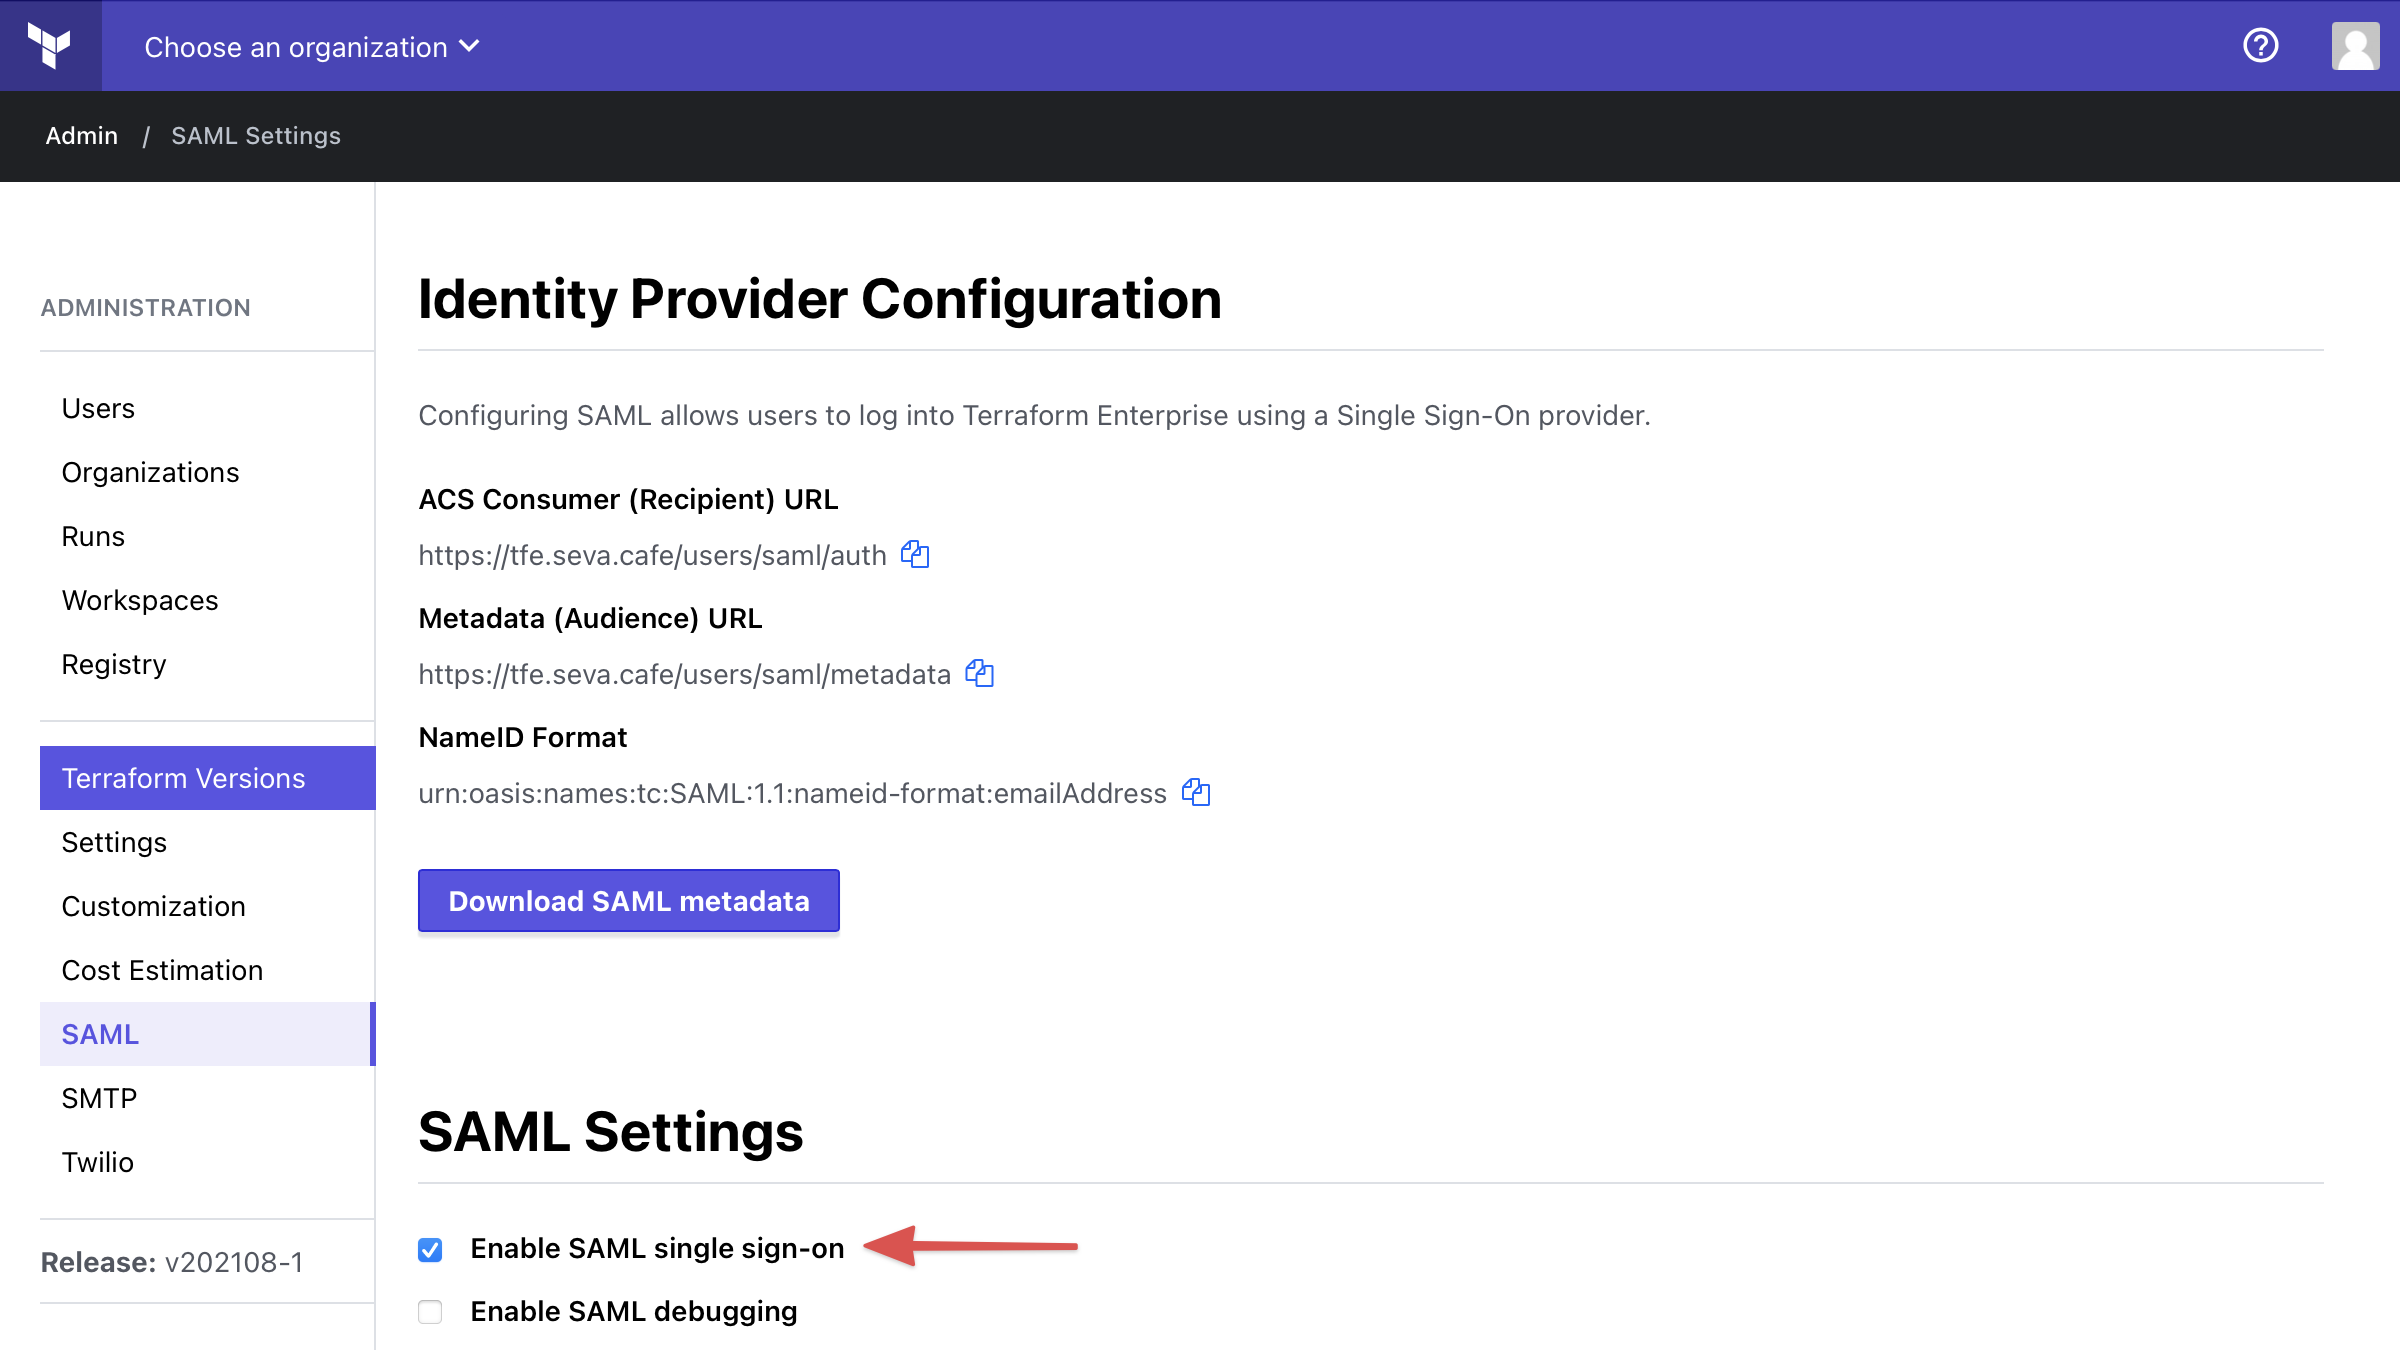 Choose an organization
Admin / SAML Settings
ADMINISTRATION
Users
Organizations
Runs
Workspaces
Registry
Terraform Versions
Settings
Customization
Cost Estimation
SAML
SMTP
Twilio
Release: v202108-1
Identity Provider Configuration
Configuring SAML allows users to log into Terraform Enterprise using a Single Sign-On provider.
ACS Consumer (Recipient) URL
https://tfe.seva.cafe/users/saml/auth
Metadata (Audience) URL
https://tfe.seva.cafe/users/saml/metadata
NameID Format
urn:oasis:names:tc:SAML:1.1:nameid-format:emailAddress
Download SAML metadata
SAML Settings
Enable SAML single sign-on
Enable SAML debugging